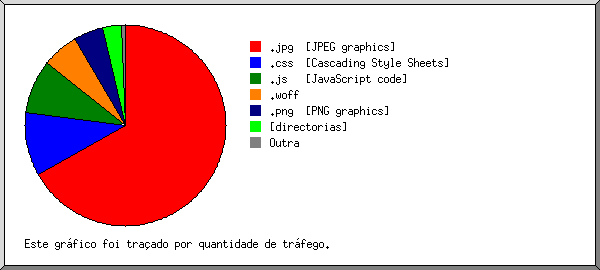 .jpg [JPEG graphics]
.css [Cascading Style Sheets]
.js [JavaScript code]
.woff
.png [PNG graphics]
[directorias]
Outra
Este gráfico foi traçado por quantidade de tráfego.